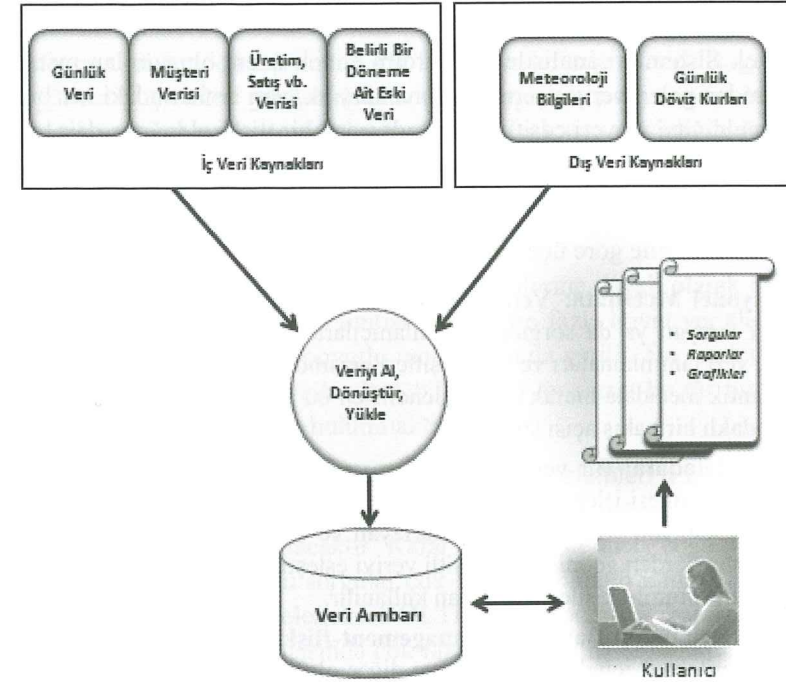 Günlük
Veri
Müşteri
Verisi
Üretim,
Satış vb.
Verisi
Belirli Bir
Döneme
Ait Eski
Veri
İç Veri Kaynakları
Meteoroloji
Bilgileri
Günlük
Döviz Kurları
Dış Veri Kaynakları
Veriyi Al,
Dönüştür,
Yükle
• Sorgular
• Raporlar
• Grafikler
Veri Ambarı
Kullanıcı